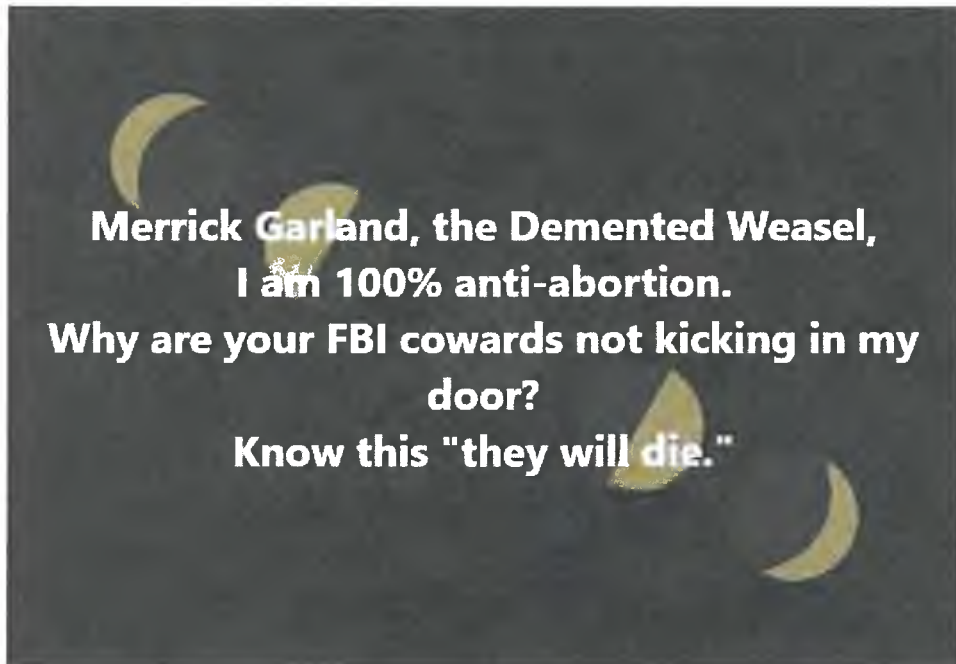 Merrick Garland, the Demented Weasel,
I am 100% anti-abortion.
Why are your FBI cowards not kicking in my
door?
Know this "they will die."